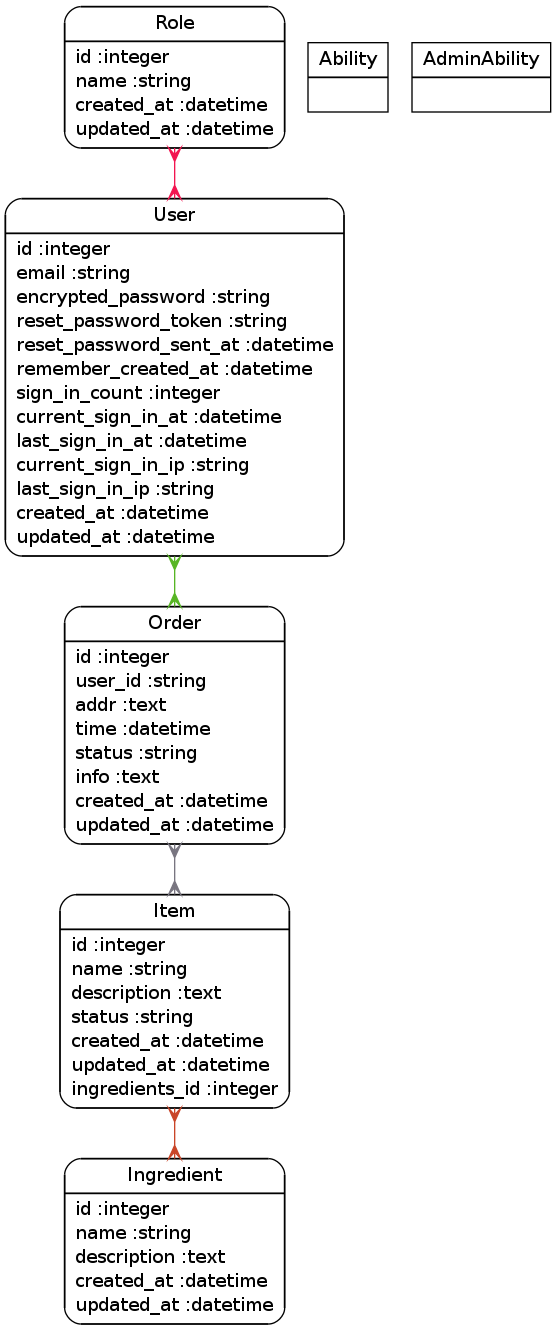 Role
id :integer
name :string
created_at :datetime
updated_at :datetime
Ability
AdminAbility
User
id :integer
email :string
encrypted_password :string
reset_password_token :string
reset_password_sent_at :datetime
remember_created_at :datetime
sign_in_count :integer
current_sign_in_at :datetime
last_sign_in_at :datetime
current_sign_in_ip :string
last_sign_in_ip :string
created_at :datetime
updated_at :datetime
Order
id :integer
user_id :string
addr :text
time :datetime
status :string
info :text
created_at :datetime
updated_at :datetime
Item
id :integer
name :string
description :text
status :string
created_at :datetime
updated_at :datetime
ingredients_id :integer
Ingredient
id :integer
name :string
description :text
created_at :datetime
updated_at :datetime